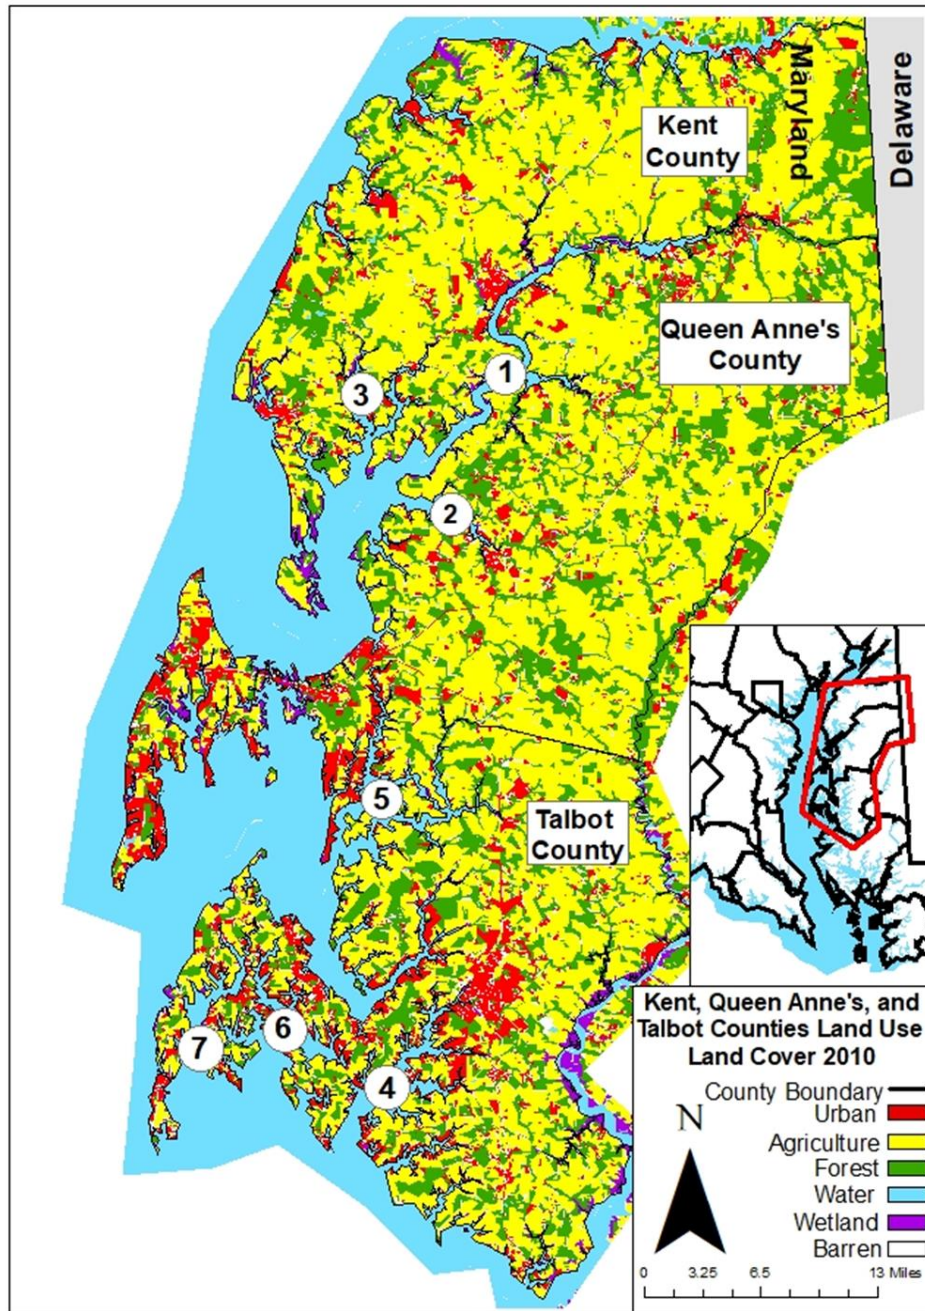 Maryland
Delaware
Kent
County
Queen Anne's
County
1
3
2
5
Talbot
County
6
7
4
Kent, Queen Anne's, and
Talbot Counties Land Use
Land Cover 2010
County Boundary
Urban
N
Agriculture
Forest
Water
Wetland
Barren
0 3.25 6.5 13 Miles